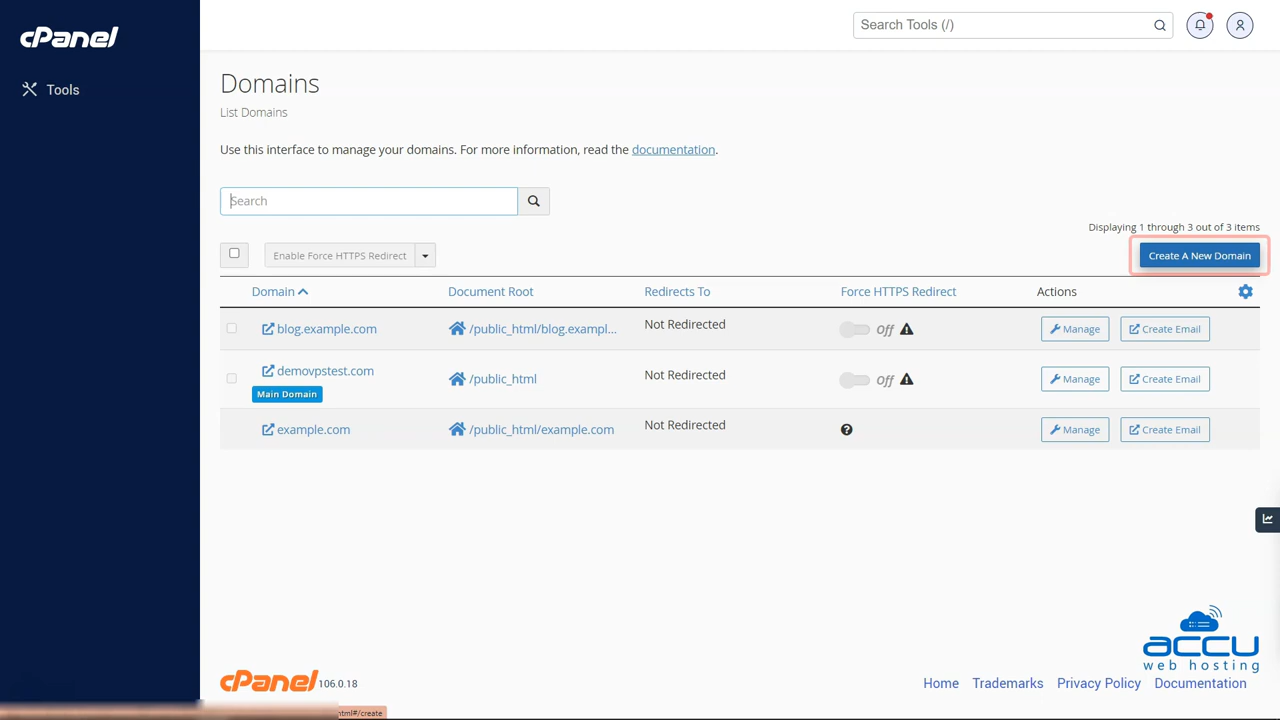 cPanel
Search Tools (/)
Tools
Domains
List Domains
Use this interface to manage your domains. For more information, read the documentation.
Search
Displaying 1 through 3 out of 3 items
Enable Force HTTPS Redirect
Create A New Domain
Domain Document Root Redirects To Force HTTPS Redirect Actions
blog.example.com /public_html/blog.exampl... Not Redirected Off Manage Create Email
demovpstest.com /public_html Not Redirected Off Manage Create Email
Main Domain
example.com /public_html/example.com Not Redirected Manage Create Email
accu
web hosting
cPanel 106.0.18
Home Trademarks Privacy Policy Documentation
html#/create